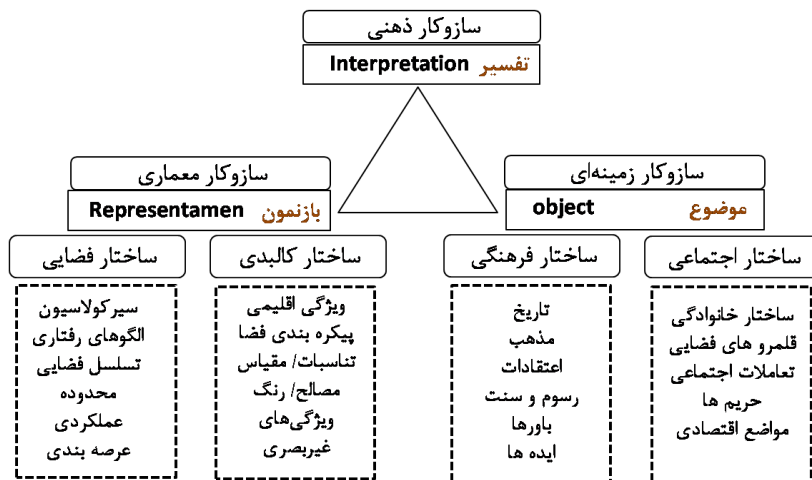 سازوکار ذهنی
تفسیر Interpretation
سازوکار زمینه‌ای
موضوع object
سازوکار معماری
بازنمون Representamen
ساختار اجتماعی
ساختار خانوادگی
قلمرو های فضایی
تعاملات اجتماعی
حریم ها
مواضع اقتصادی
ساختار فرهنگی
تاریخ
مذهب
اعتقادات
رسوم و سنت
باورها
ایده ها
ساختار کالبدی
ویژگی اقلیمی
پیکره بندی فضا
تناسبات/ مقیاس
مصالح/ رنگ
ویژگی‌های
غیربصری
ساختار فضایی
سیرکولاسیون
الگوهای رفتاری
تسلسل فضایی
محدوده
عملکردی
عرصه بندی